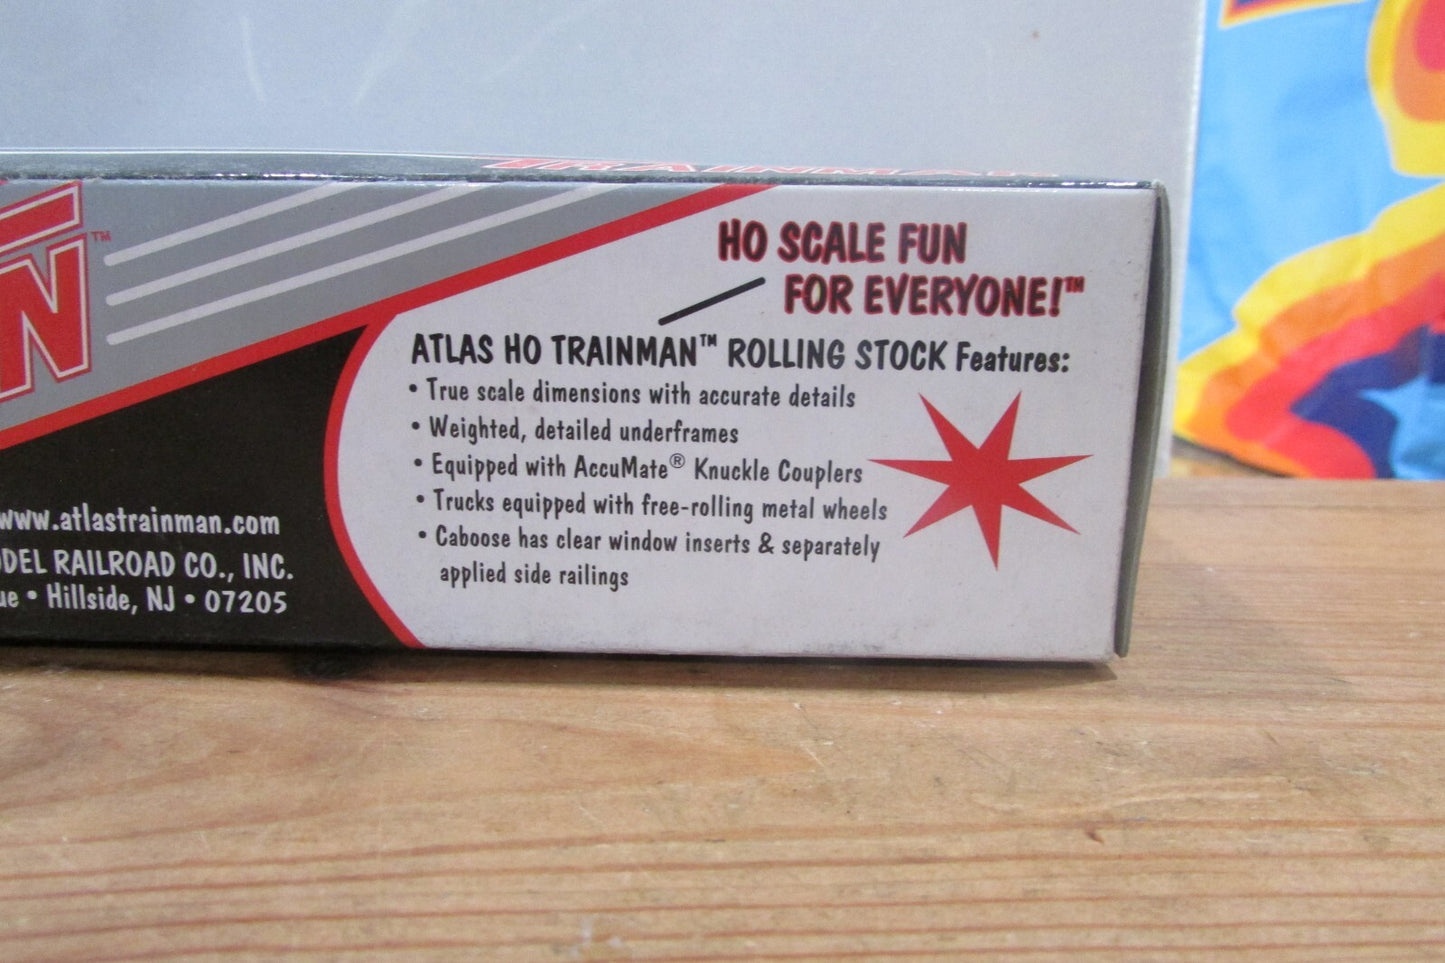 TRAINMAN
N™
HO SCALE FUN
FOR EVERYONE!™
ATLAS HO TRAINMAN™ ROLLING STOCK Features:
• True scale dimensions with accurate details
• Weighted, detailed underframes
• Equipped with AccuMate® Knuckle Couplers
• Trucks equipped with free-rolling metal wheels
• Caboose has clear window inserts & separately
applied side railings
www.atlastrainman.com
RAILROAD CO., INC.
• Hillside, NJ • 07205